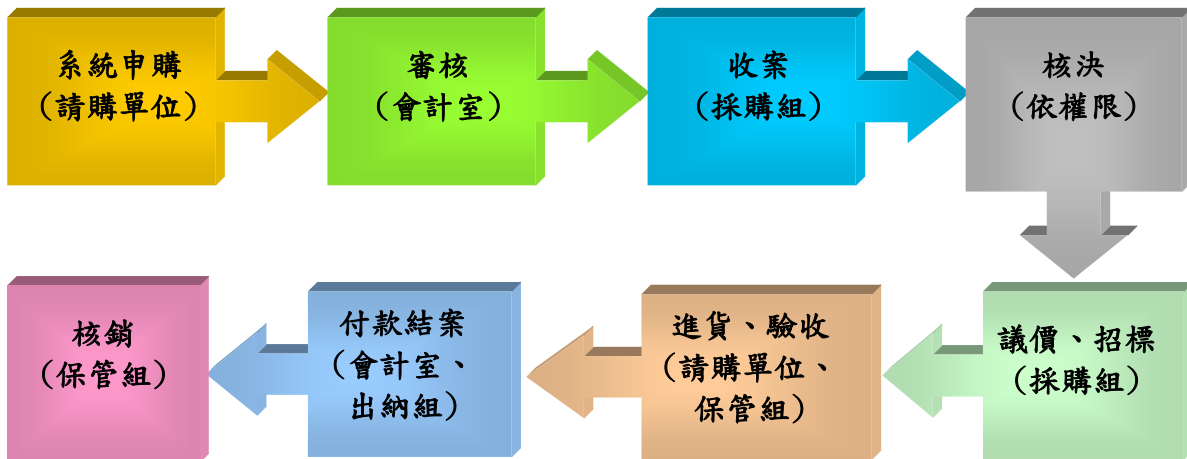 系統申購
（請購單位）
審核
（會計室）
收案
（採購組）
核決
（依權限）
議價、招標
（採購組）
進貨、驗收
（請購單位、
保管組）
付款結案
（會計室、
出納組）
核銷
（保管組）